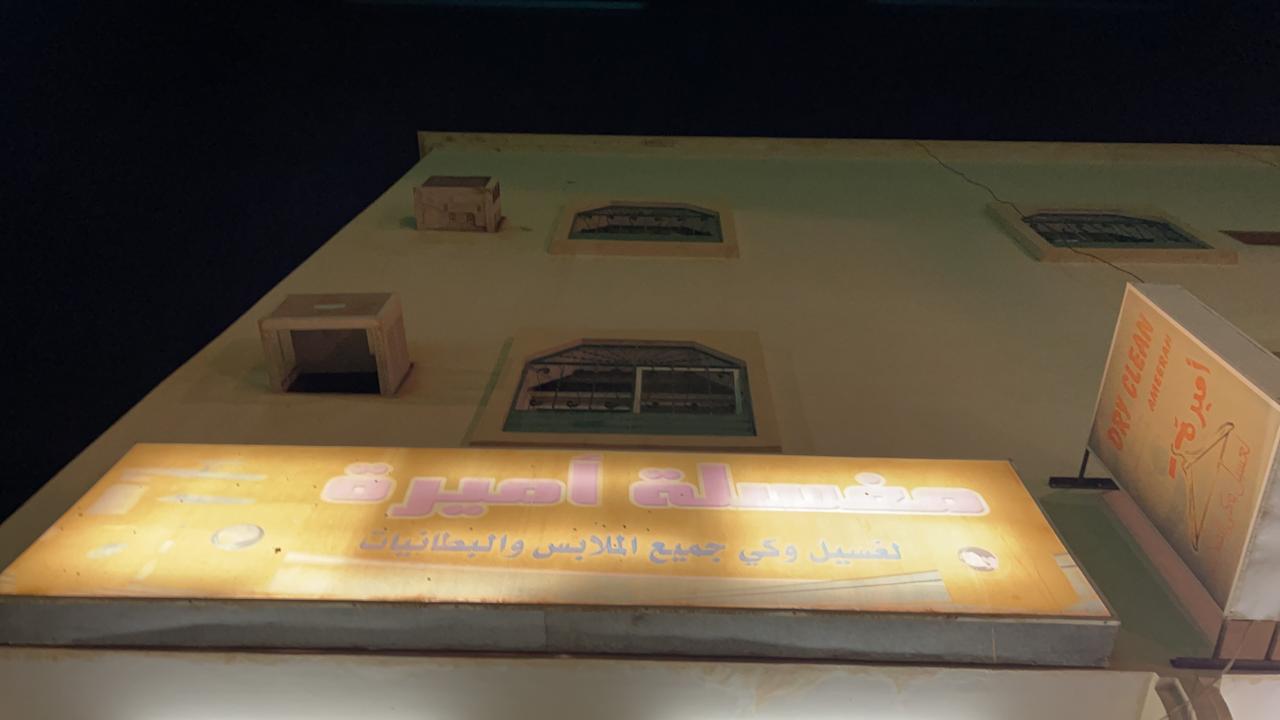 مغسلة أميرة
لغسيل وكي جميع الملابس والبطانيات
DRY CLEAN
AMEERAH
أميرة